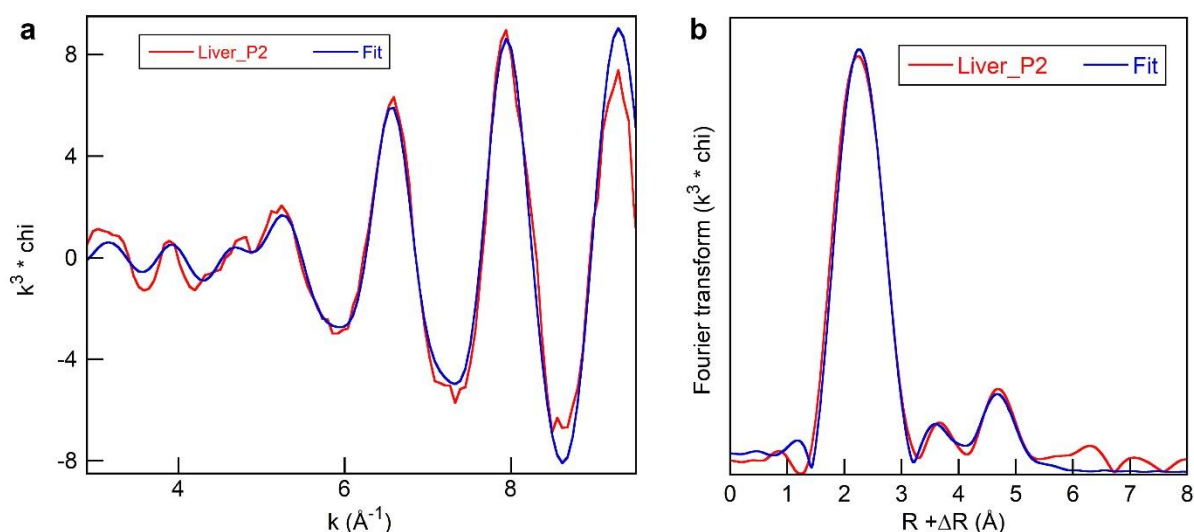 a
Liver_P2 Fit
8
4
0
-4
-8
k³ * chi
4 6 8
k (Å⁻¹)
b
Liver_P2 Fit
Fourier transform (k³ * chi)
0 1 2 3 4 5 6 7 8
R +ΔR (Å)